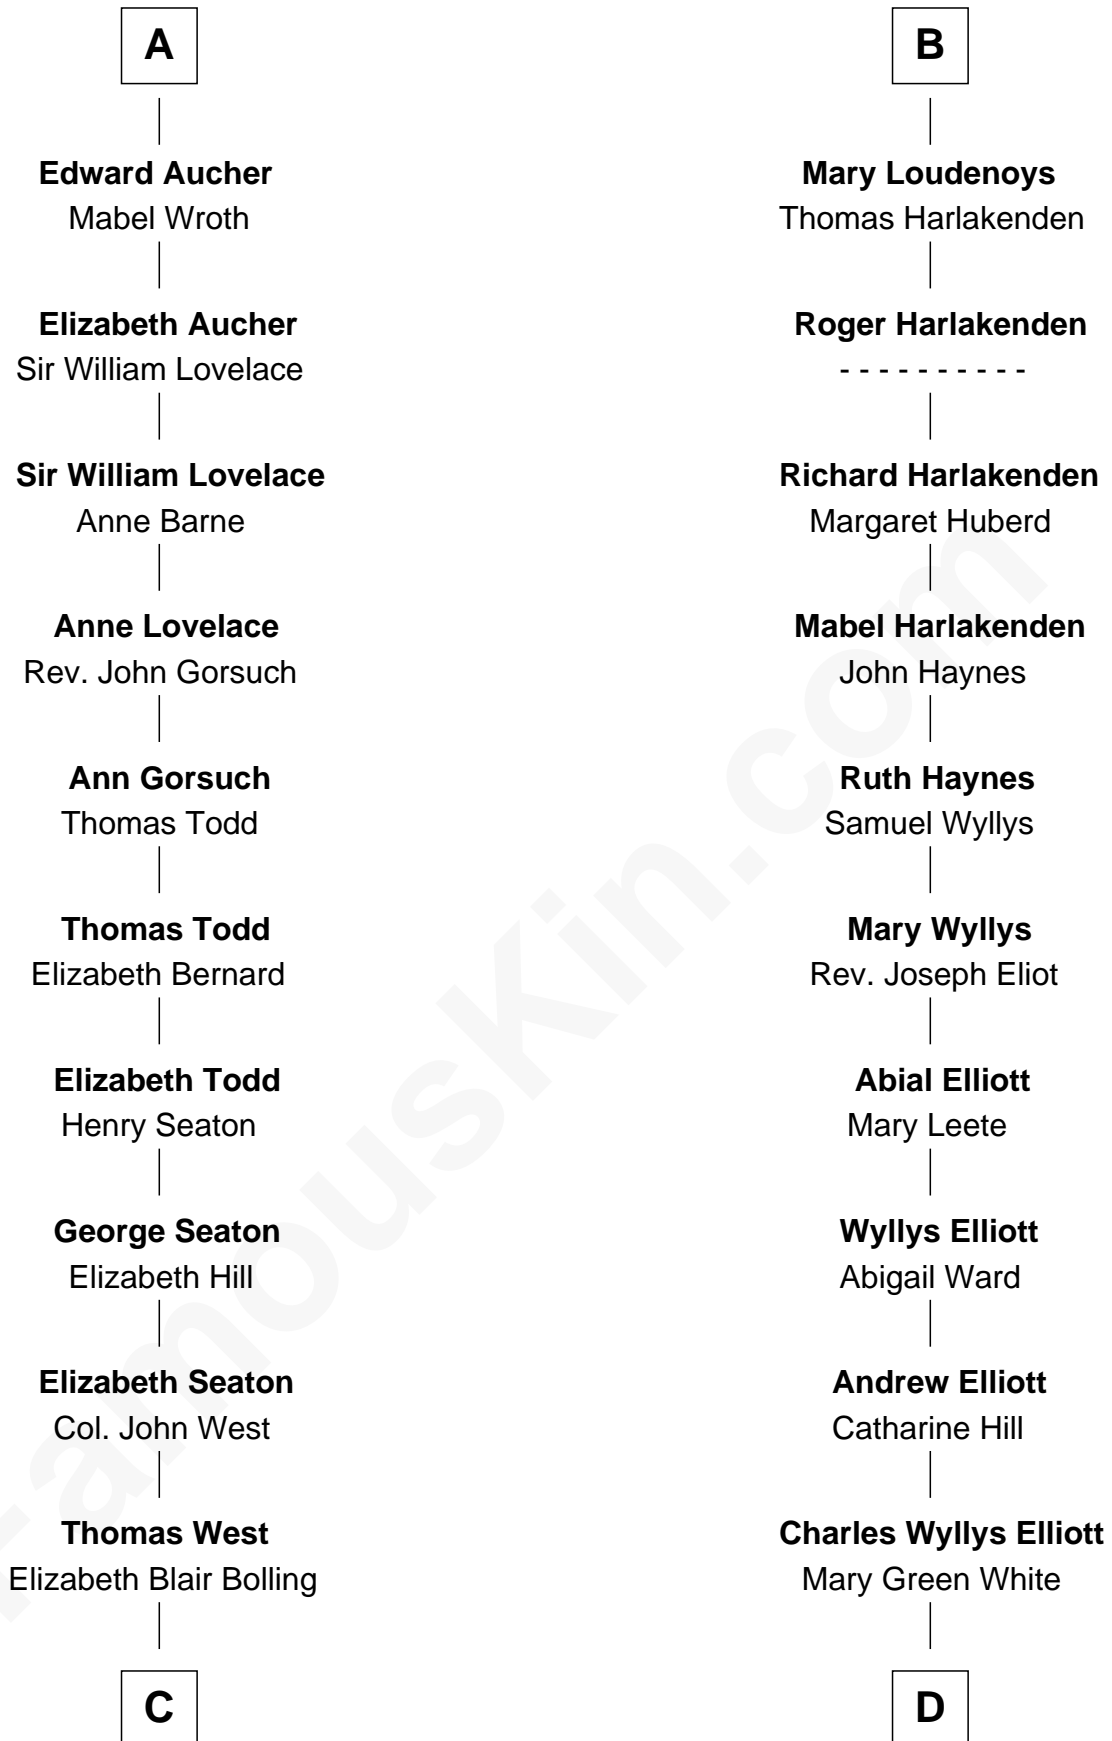 A
Edward Aucher
Mabel Wroth
Elizabeth Aucher
Sir William Lovelace
Sir William Lovelace
Anne Barne
Anne Lovelace
Rev. John Gorsuch
Ann Gorsuch
Thomas Todd
Thomas Todd
Elizabeth Bernard
Elizabeth Todd
Henry Seaton
George Seaton
Elizabeth Hill
Elizabeth Seaton
Col. John West
Thomas West
Elizabeth Blair Bolling
C
B
Mary Loudenoys
Thomas Harlakenden
Roger Harlakenden
- - - - - - - - - -
Richard Harlakenden
Margaret Huberd
Mabel Harlakenden
John Haynes
Ruth Haynes
Samuel Wyllys
Mary Wyllys
Rev. Joseph Eliot
Abial Elliott
Mary Leete
Wyllys Elliott
Abigail Ward
Andrew Elliott
Catharine Hill
Charles Wyllys Elliott
Mary Green White
D
FamousKin.com